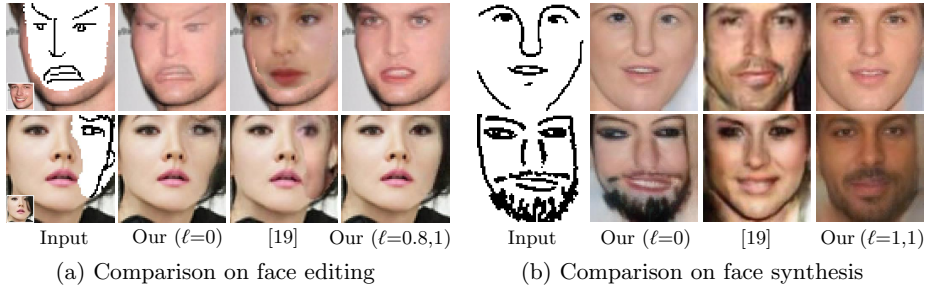 Input Our (ℓ=0) [19] Our (ℓ=0.8,1) Input Our (ℓ=0) [19] Our (ℓ=1,1)
(a) Comparison on face editing (b) Comparison on face synthesis